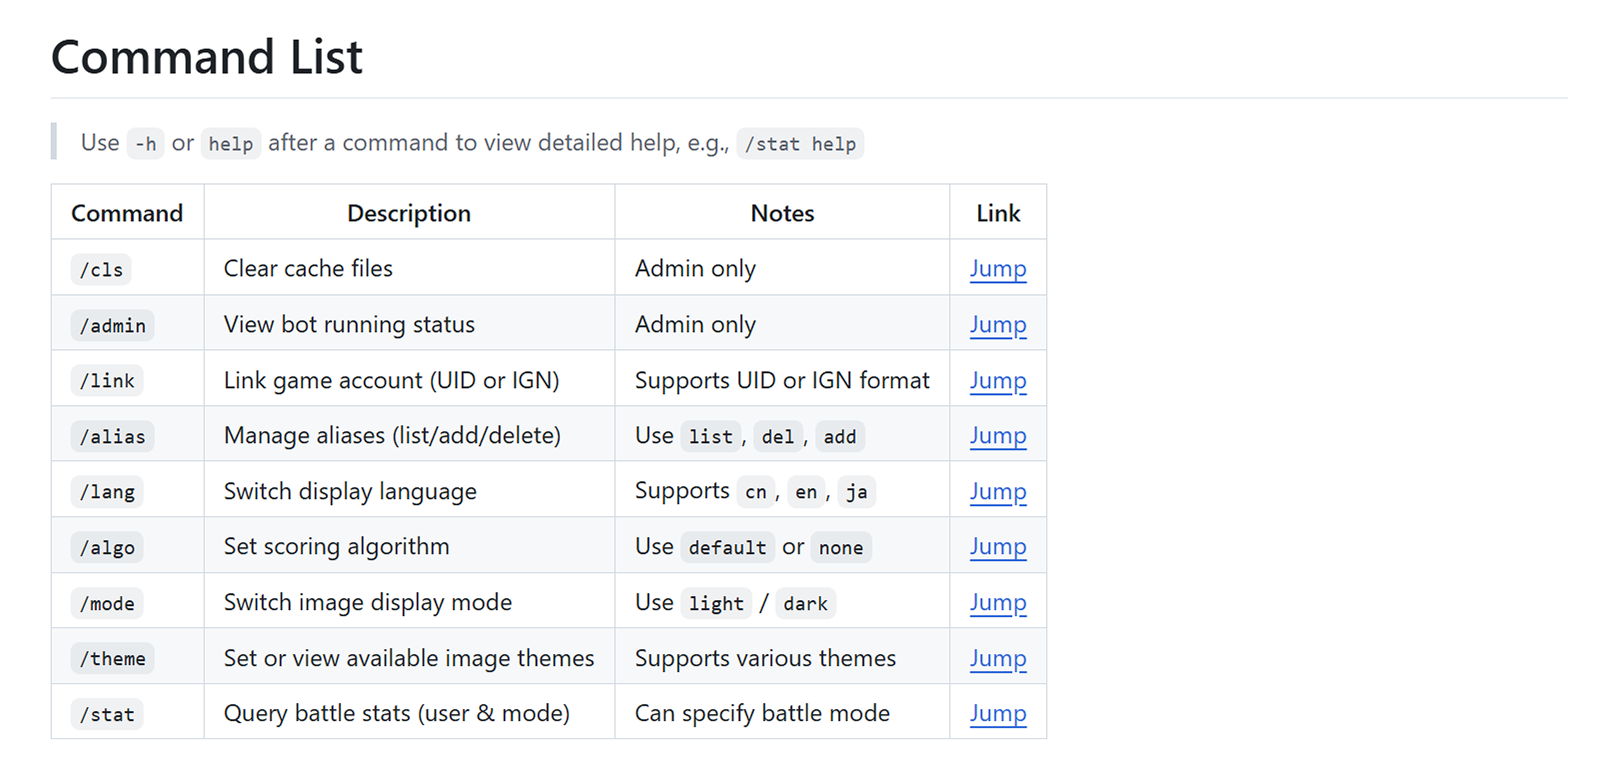 Command List
Use -h or help after a command to view detailed help, e.g., /stat help
Command Description Notes Link
/cls Clear cache files Admin only Jump
/admin View bot running status Admin only Jump
/link Link game account (UID or IGN) Supports UID or IGN format Jump
/alias Manage aliases (list/add/delete) Use list, del, add Jump
/lang Switch display language Supports cn, en, ja Jump
/algo Set scoring algorithm Use default or none Jump
/mode Switch image display mode Use light / dark Jump
/theme Set or view available image themes Supports various themes Jump
/stat Query battle stats (user & mode) Can specify battle mode Jump